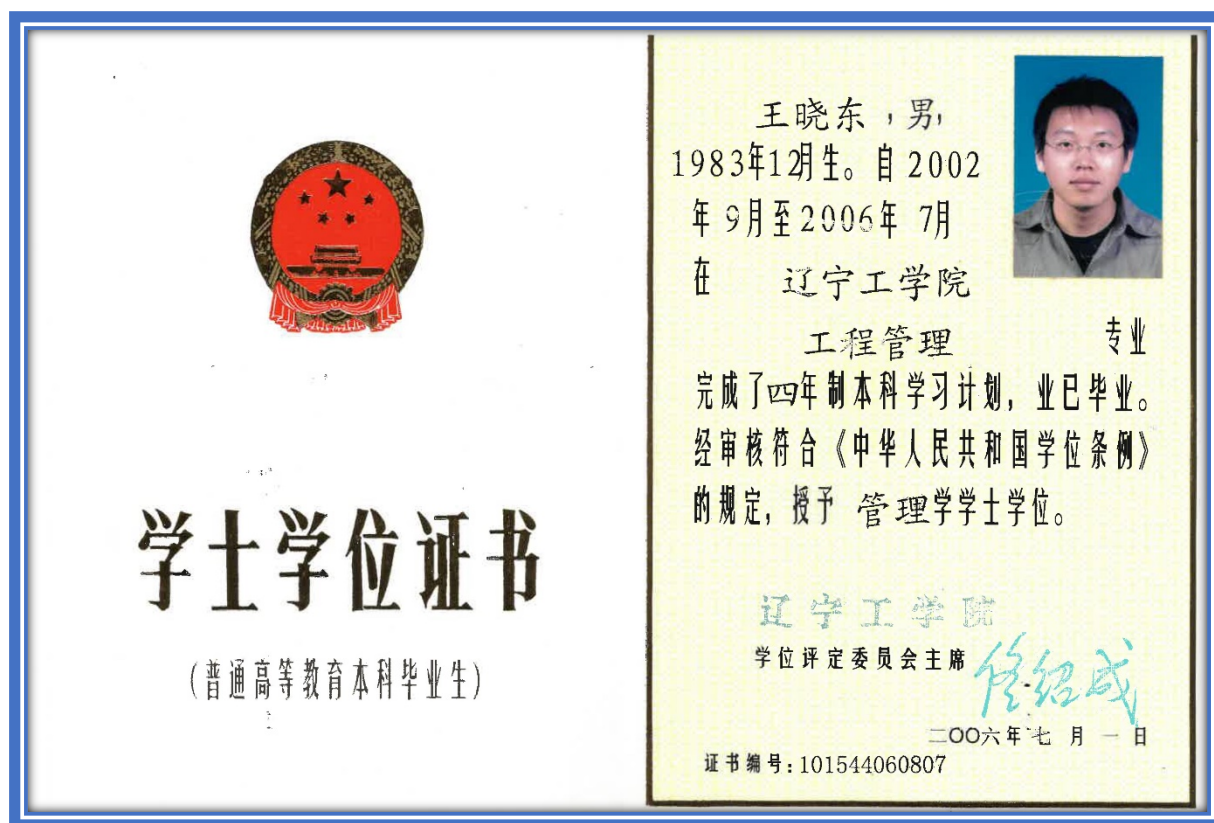 学士学位证书
(普通高等教育本科毕业生)
王晓东,男,
1983年12月生。自2002
年9月至2006年7月
在 辽宁工学院
工程管理 专业
完成了四年制本科学习计划,业已毕业。
经审核符合《中华人民共和国学位条例》
的规定,授予 管理学学士学位。
辽宁工学院
学位评定委员会主席
二〇〇六年七月一日
证书编号:101544060807